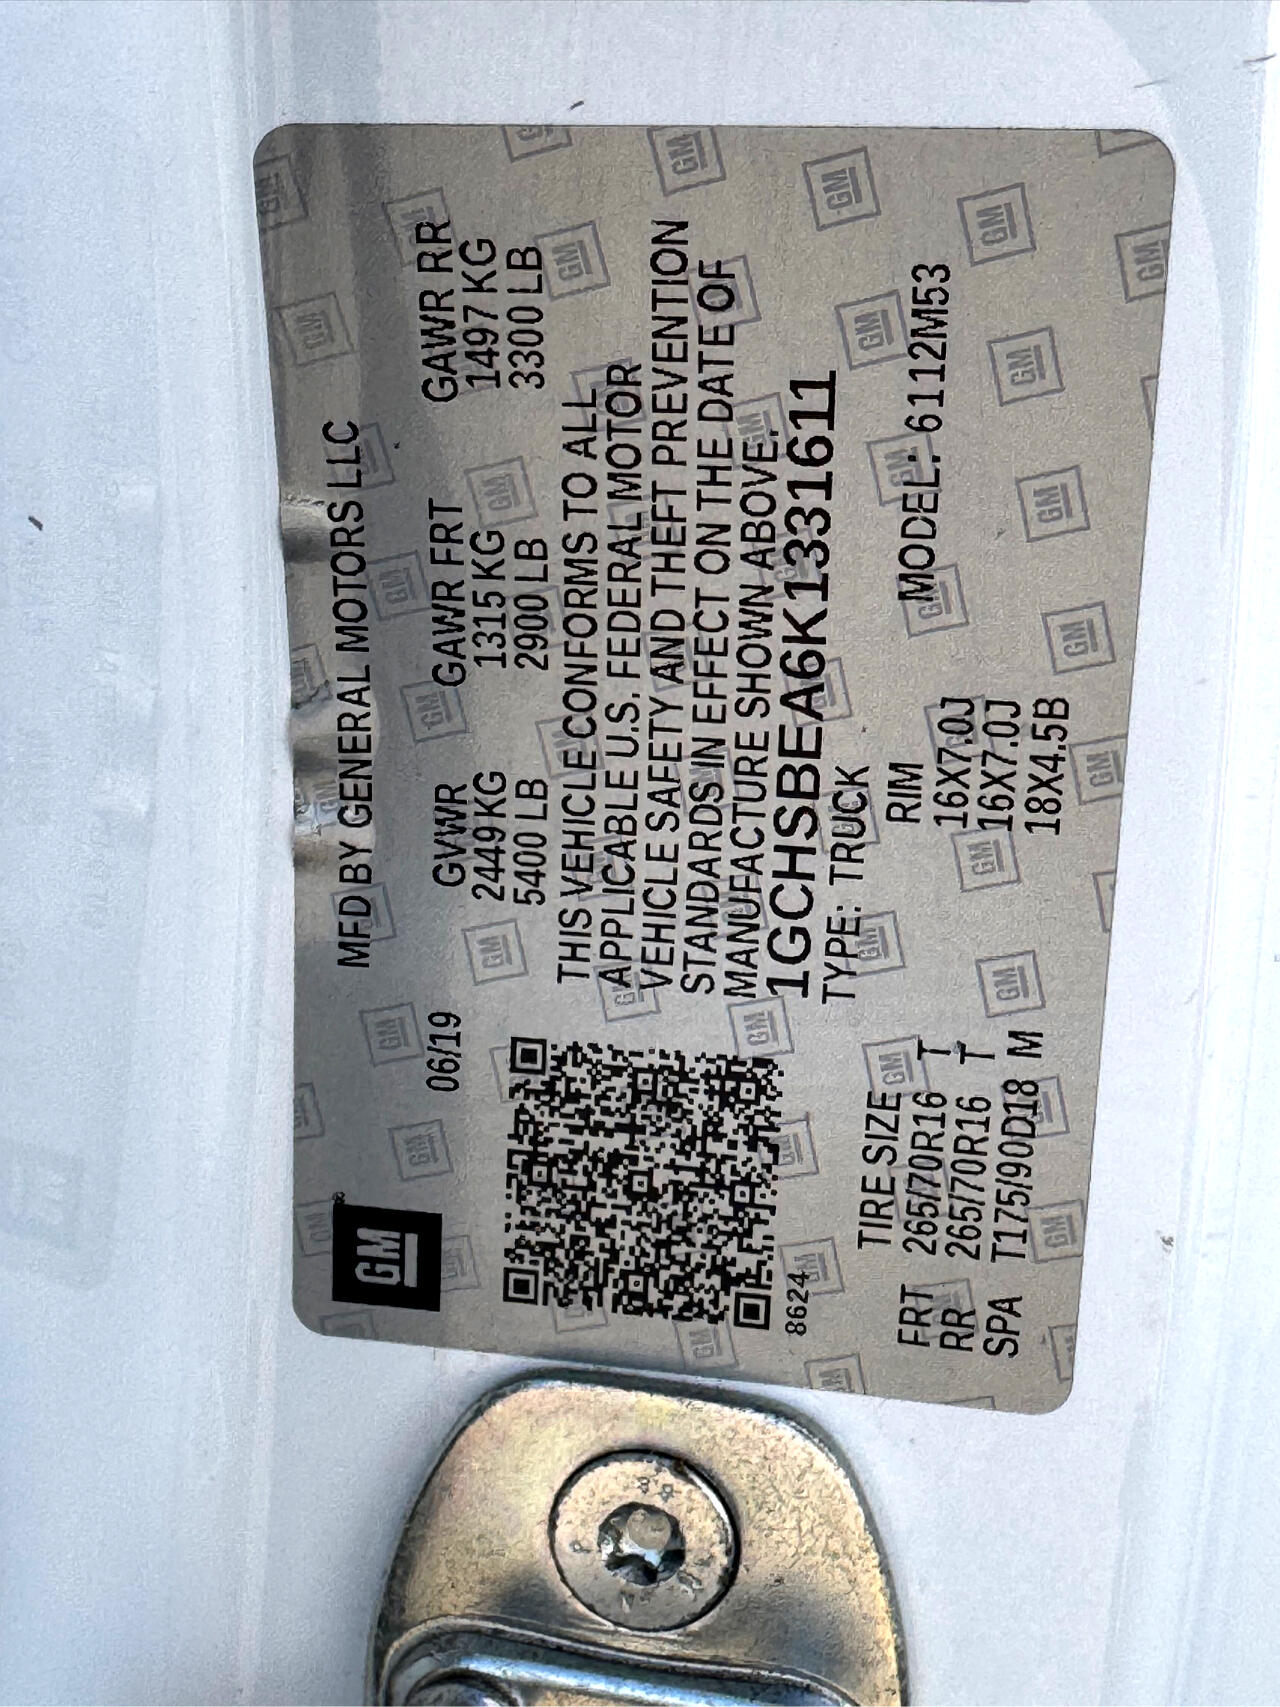 GM
MFD BY GENERAL MOTORS LLC
06/19
GVWR GAWR FRT GAWR RR
2449KG 1315 KG 1497 KG
5400 LB 2900 LB 3300 LB
THIS VEHICLE CONFORMS TO ALL
APPLICABLE U.S. FEDERAL MOTOR
VEHICLE SAFETY AND THEFT PREVENTION
STANDARDS IN EFFECT ON THE DATE OF
MANUFACTURE SHOWN ABOVE.
1GCHSBEA6K1331611
8624 TYPE: TRUCK
TIRE SIZE RIM MODEL: 6112M53
FRT 265/70R16 T 16X7.0J
RR 265/70R16 T 16X7.0J
SPA T175/90D18 M 18X4.5B